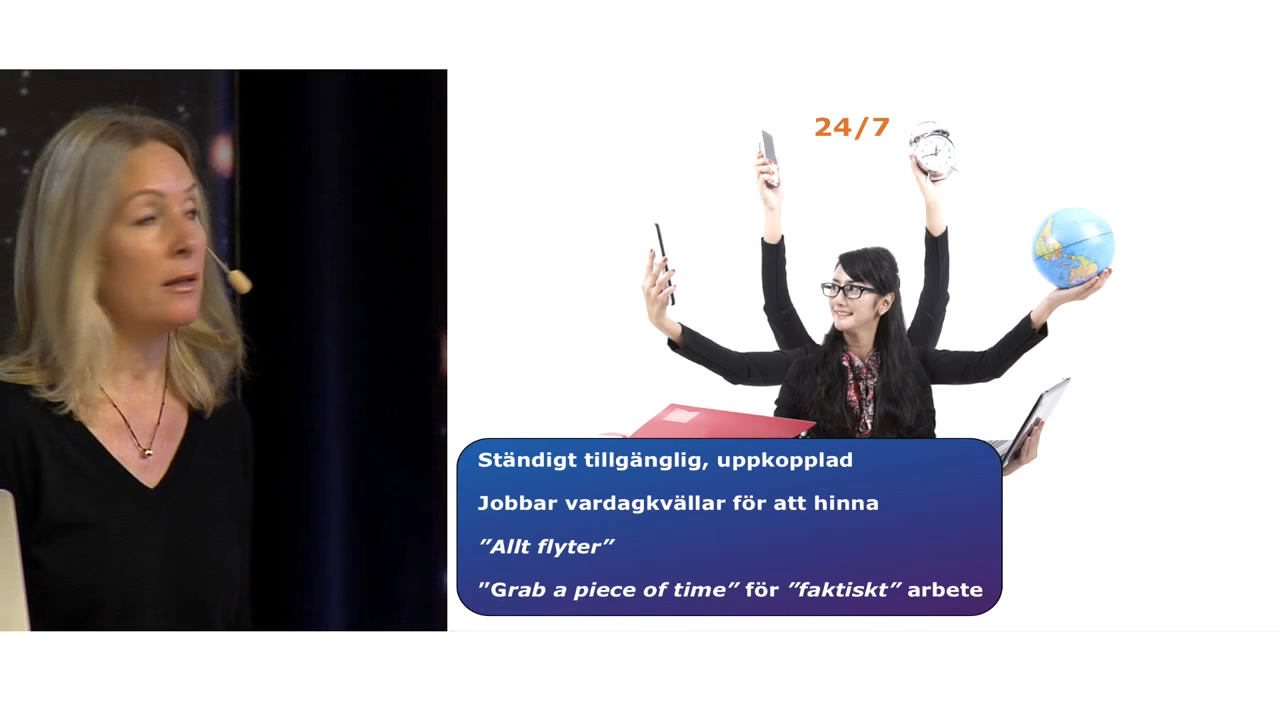 24/7
Ständigt tillgänglig, uppkopplad
Jobbar vardagkvällar för att hinna
”Allt flyter”
”Grab a piece of time” för ”faktiskt” arbete